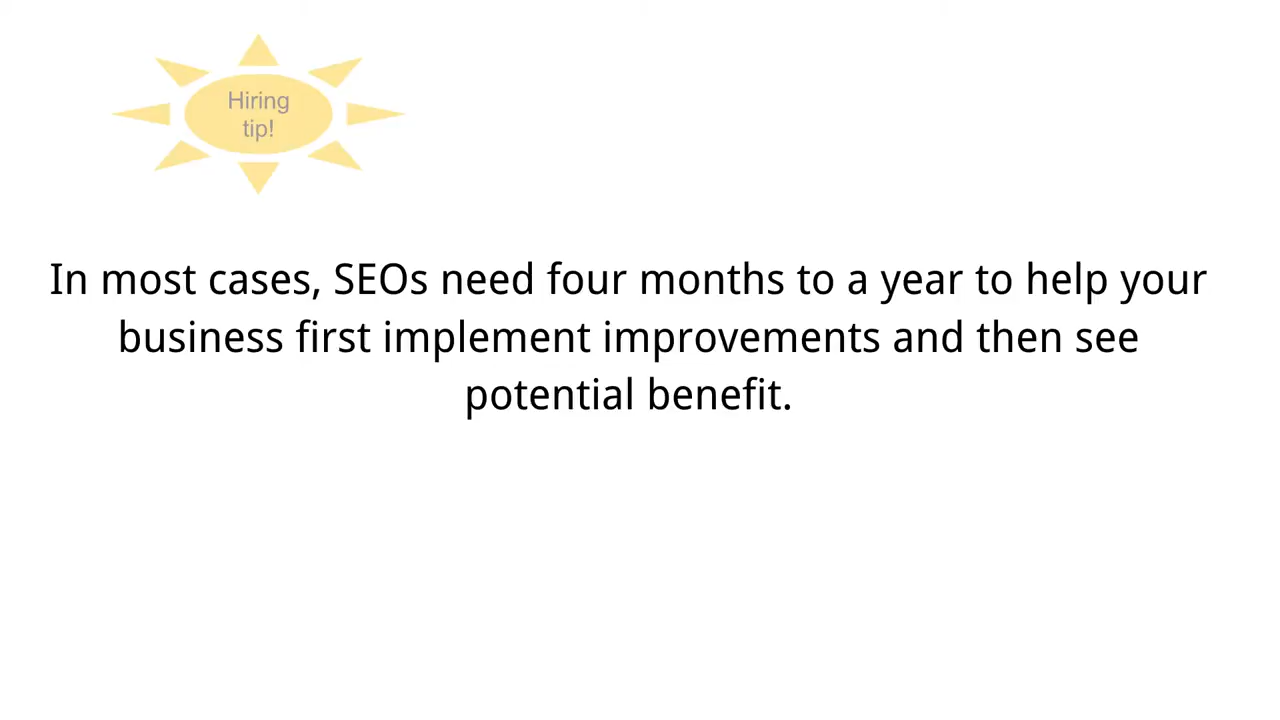 Hiring
tip!
In most cases, SEOs need four months to a year to help your
business first implement improvements and then see
potential benefit.